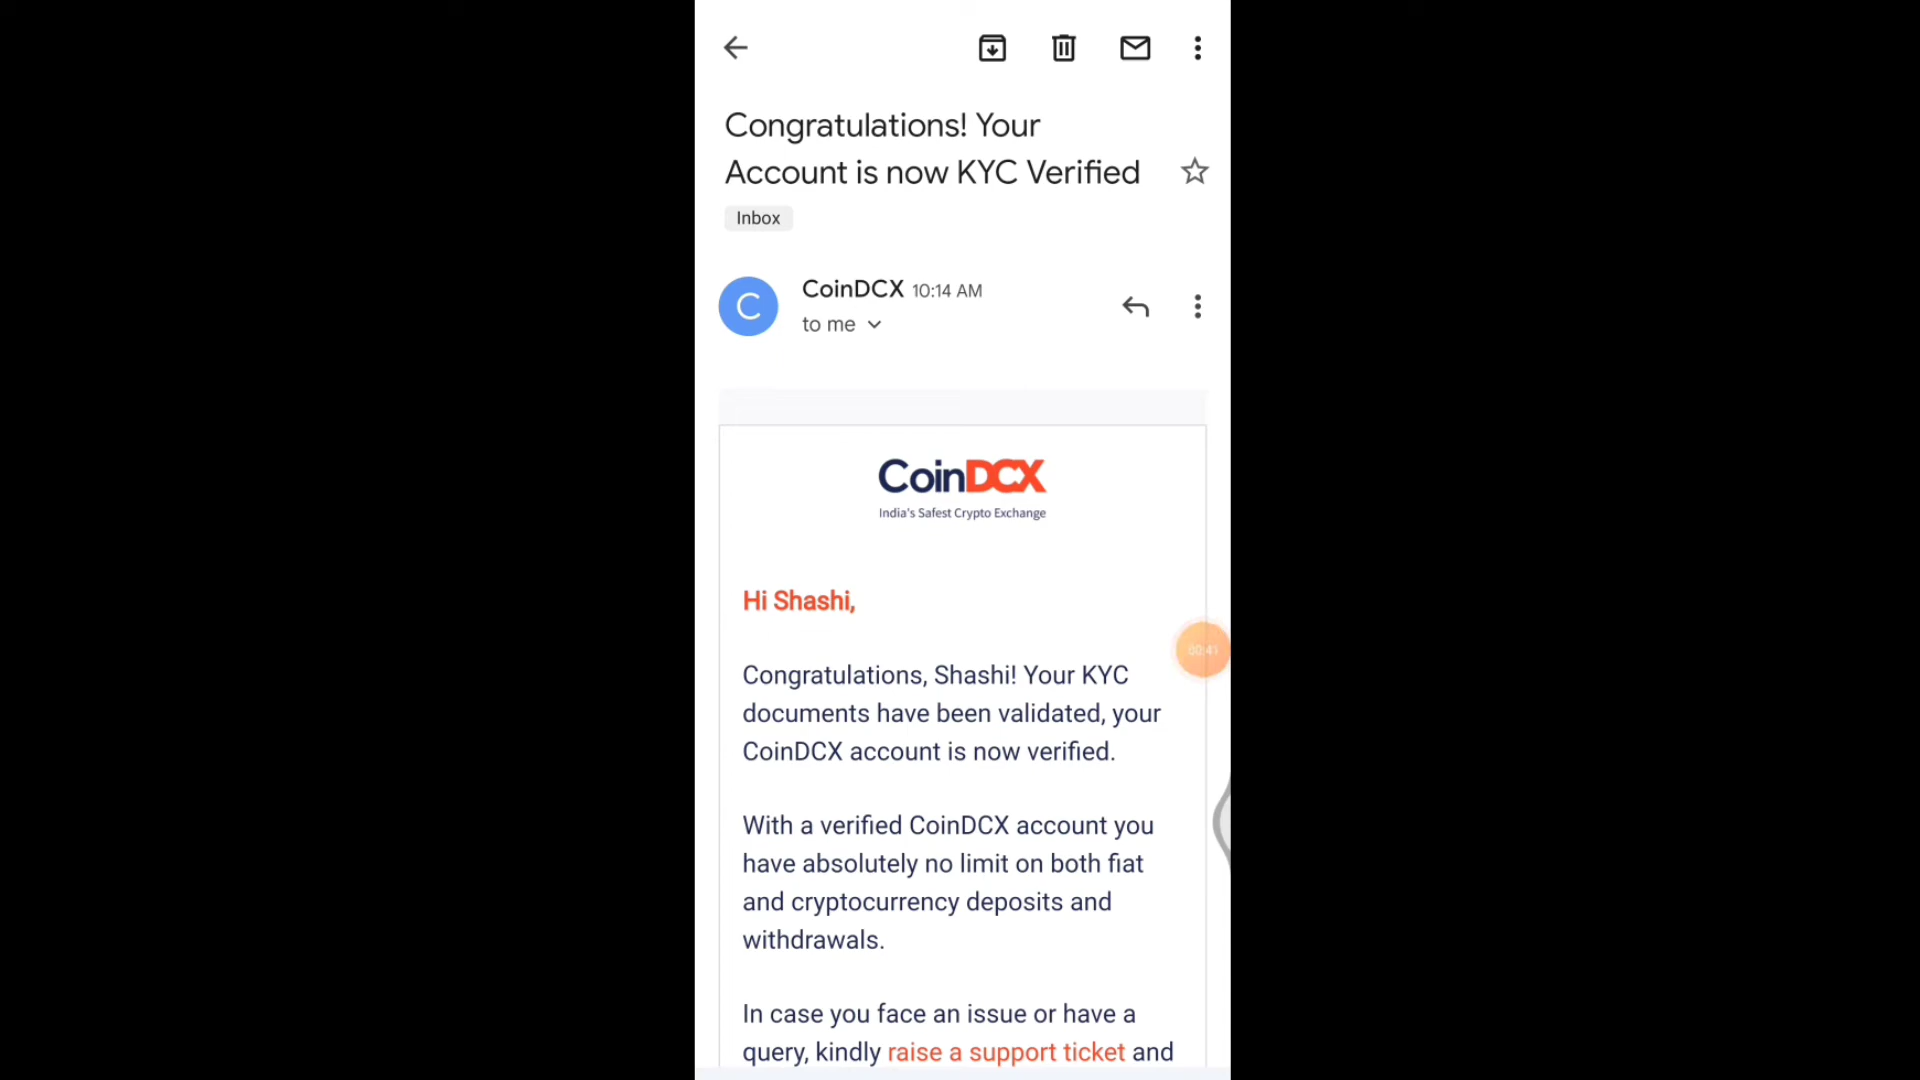 Congratulations! Your
Account is now KYC Verified
Inbox
CoinDCX 10:14 AM
C
to me
CoinDCX
India's Safest Crypto Exchange
Hi Shashi,
00:41
Congratulations, Shashi! Your KYC
documents have been validated, your
CoinDCX account is now verified.
With a verified CoinDCX account you
have absolutely no limit on both fiat
and cryptocurrency deposits and
withdrawals.
In case you face an issue or have a
query, kindly raise a support ticket and